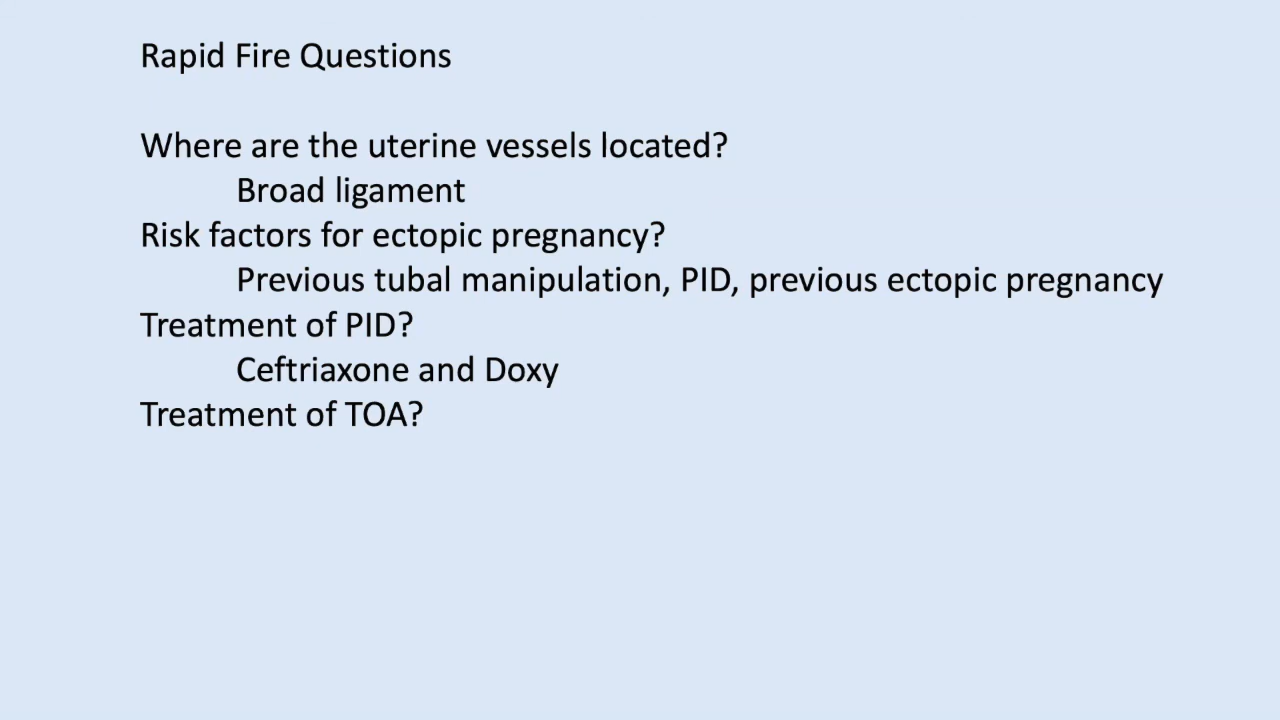 Rapid Fire Questions
Where are the uterine vessels located?
Broad ligament
Risk factors for ectopic pregnancy?
Previous tubal manipulation, PID, previous ectopic pregnancy
Treatment of PID?
Ceftriaxone and Doxy
Treatment of TOA?